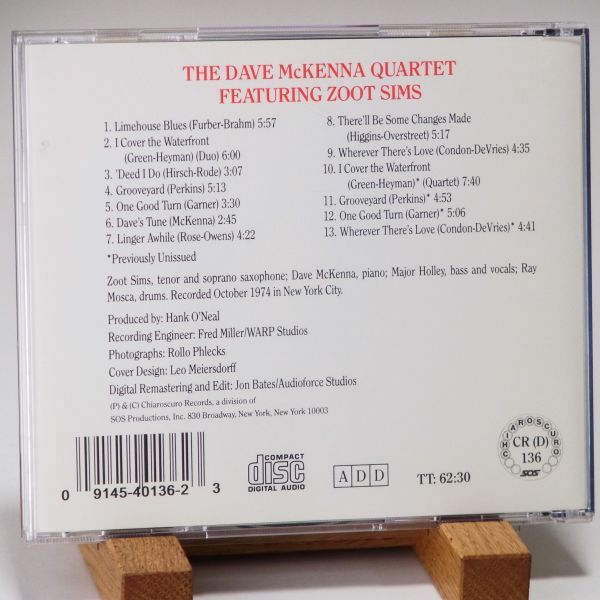 THE DAVE McKENNA QUARTET
FEATURING ZOOT SIMS
1. Limehouse Blues (Furber-Brahm) 5:57
2. I Cover the Waterfront
(Green-Heyman) (Duo) 6:00
3. 'Deed I Do (Hirsch-Rode) 3:07
4. Grooveyard (Perkins) 5:13
5. One Good Turn (Garner) 3:30
6. Dave's Tune (McKenna) 2:45
7. Linger Awhile (Rose-Owens) 4:22
*Previously Unissued
8. There'll Be Some Changes Made
(Higgins-Overstreet) 5:17
9. Wherever There's Love (Condon-DeVries) 4:35
10. I Cover the Waterfront
(Green-Heyman)* (Quartet) 7:40
11. Grooveyard (Perkins)* 4:53
12. One Good Turn (Garner)* 5:06
13. Wherever There's Love (Condon-DeVries)* 4:41
Zoot Sims, tenor and soprano saxophone; Dave McKenna, piano; Major Holley, bass and vocals; Ray
Mosca, drums. Recorded October 1974 in New York City.
Produced by: Hank O'Neal
Recording Engineer: Fred Miller/WARP Studios
Photographs: Rollo Phlecks
Cover Design: Leo Meiersdorff
Digital Remastering and Edit: Jon Bates/Audioforce Studios
(P) & (C) Chiaroscuro Records, a division of
SOS Productions, Inc. 830 Broadway, New York, New York 10003
0 9145-40136-2 3
COMPACT
disc
DIGITAL AUDIO
A D D
TT: 62:30
CHIAROSCURO
CR (D)
136
SOS